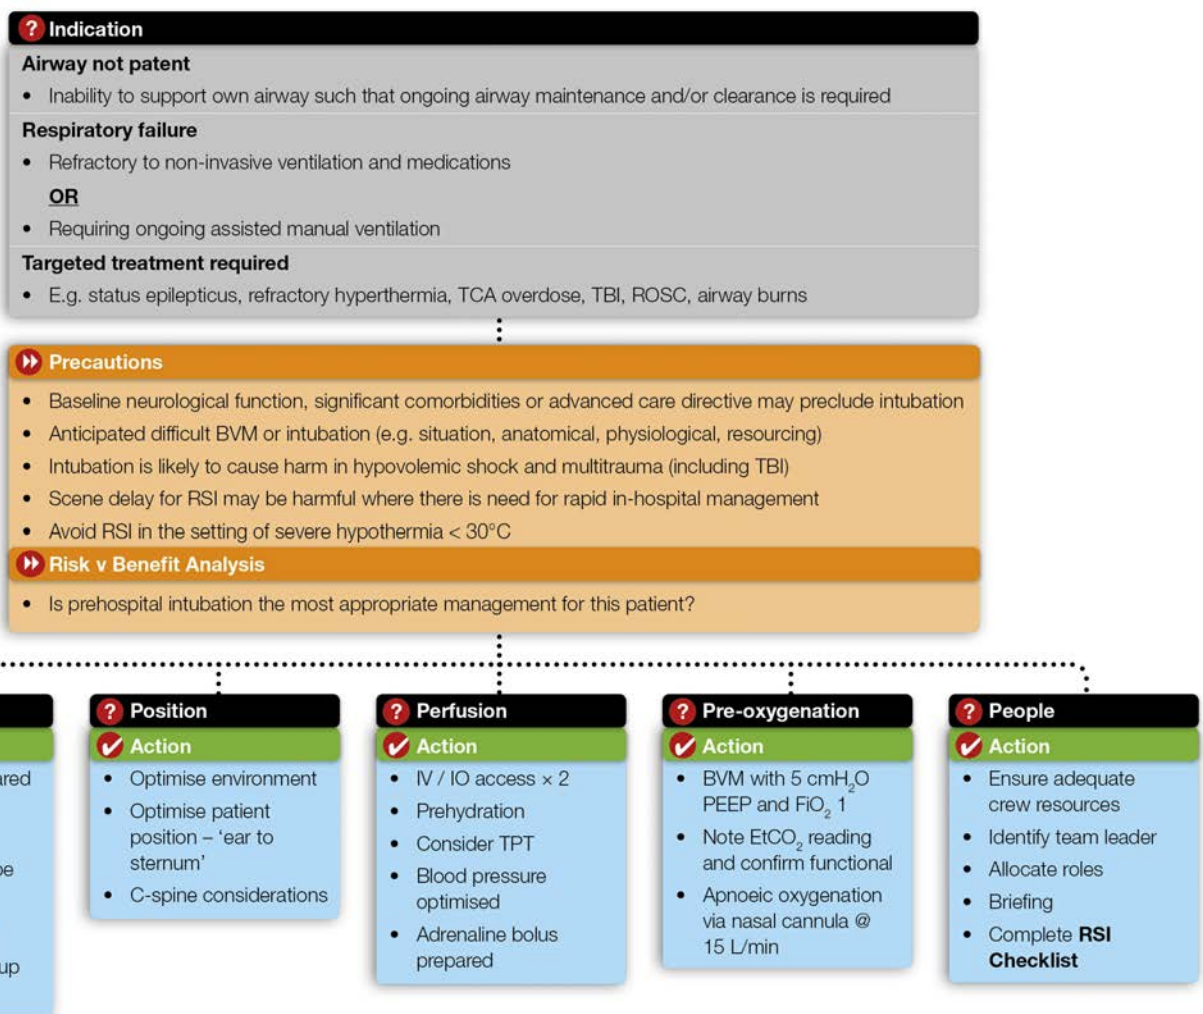 Indication
Airway not patent
• Inability to support own airway such that ongoing airway maintenance and/or clearance is required
Respiratory failure
• Refractory to non-invasive ventilation and medications
OR
• Requiring ongoing assisted manual ventilation
Targeted treatment required
• E.g. status epilepticus, refractory hyperthermia, TCA overdose, TBI, ROSC, airway burns
Precautions
• Baseline neurological function, significant comorbidities or advanced care directive may preclude intubation
• Anticipated difficult BVM or intubation (e.g. situation, anatomical, physiological, resourcing)
• Intubation is likely to cause harm in hypovolemic shock and multitrauma (including TBI)
• Scene delay for RSI may be harmful where there is need for rapid in-hospital management
• Avoid RSI in the setting of severe hypothermia < 30°C
Risk v Benefit Analysis
• Is prehospital intubation the most appropriate management for this patient?
up
Position
Action
• Optimise environment
• Optimise patient
position – 'ear to
sternum'
• C-spine considerations
Perfusion
Action
• IV / IO access × 2
• Prehydration
• Consider TPT
• Blood pressure
optimised
• Adrenaline bolus
prepared
Pre-oxygenation
Action
• BVM with 5 cmH₂O
PEEP and FiO₂ 1
• Note EtCO₂ reading
and confirm functional
• Apnoeic oxygenation
via nasal cannula @
15 L/min
People
Action
• Ensure adequate
crew resources
• Identify team leader
• Allocate roles
• Briefing
• Complete RSI
Checklist